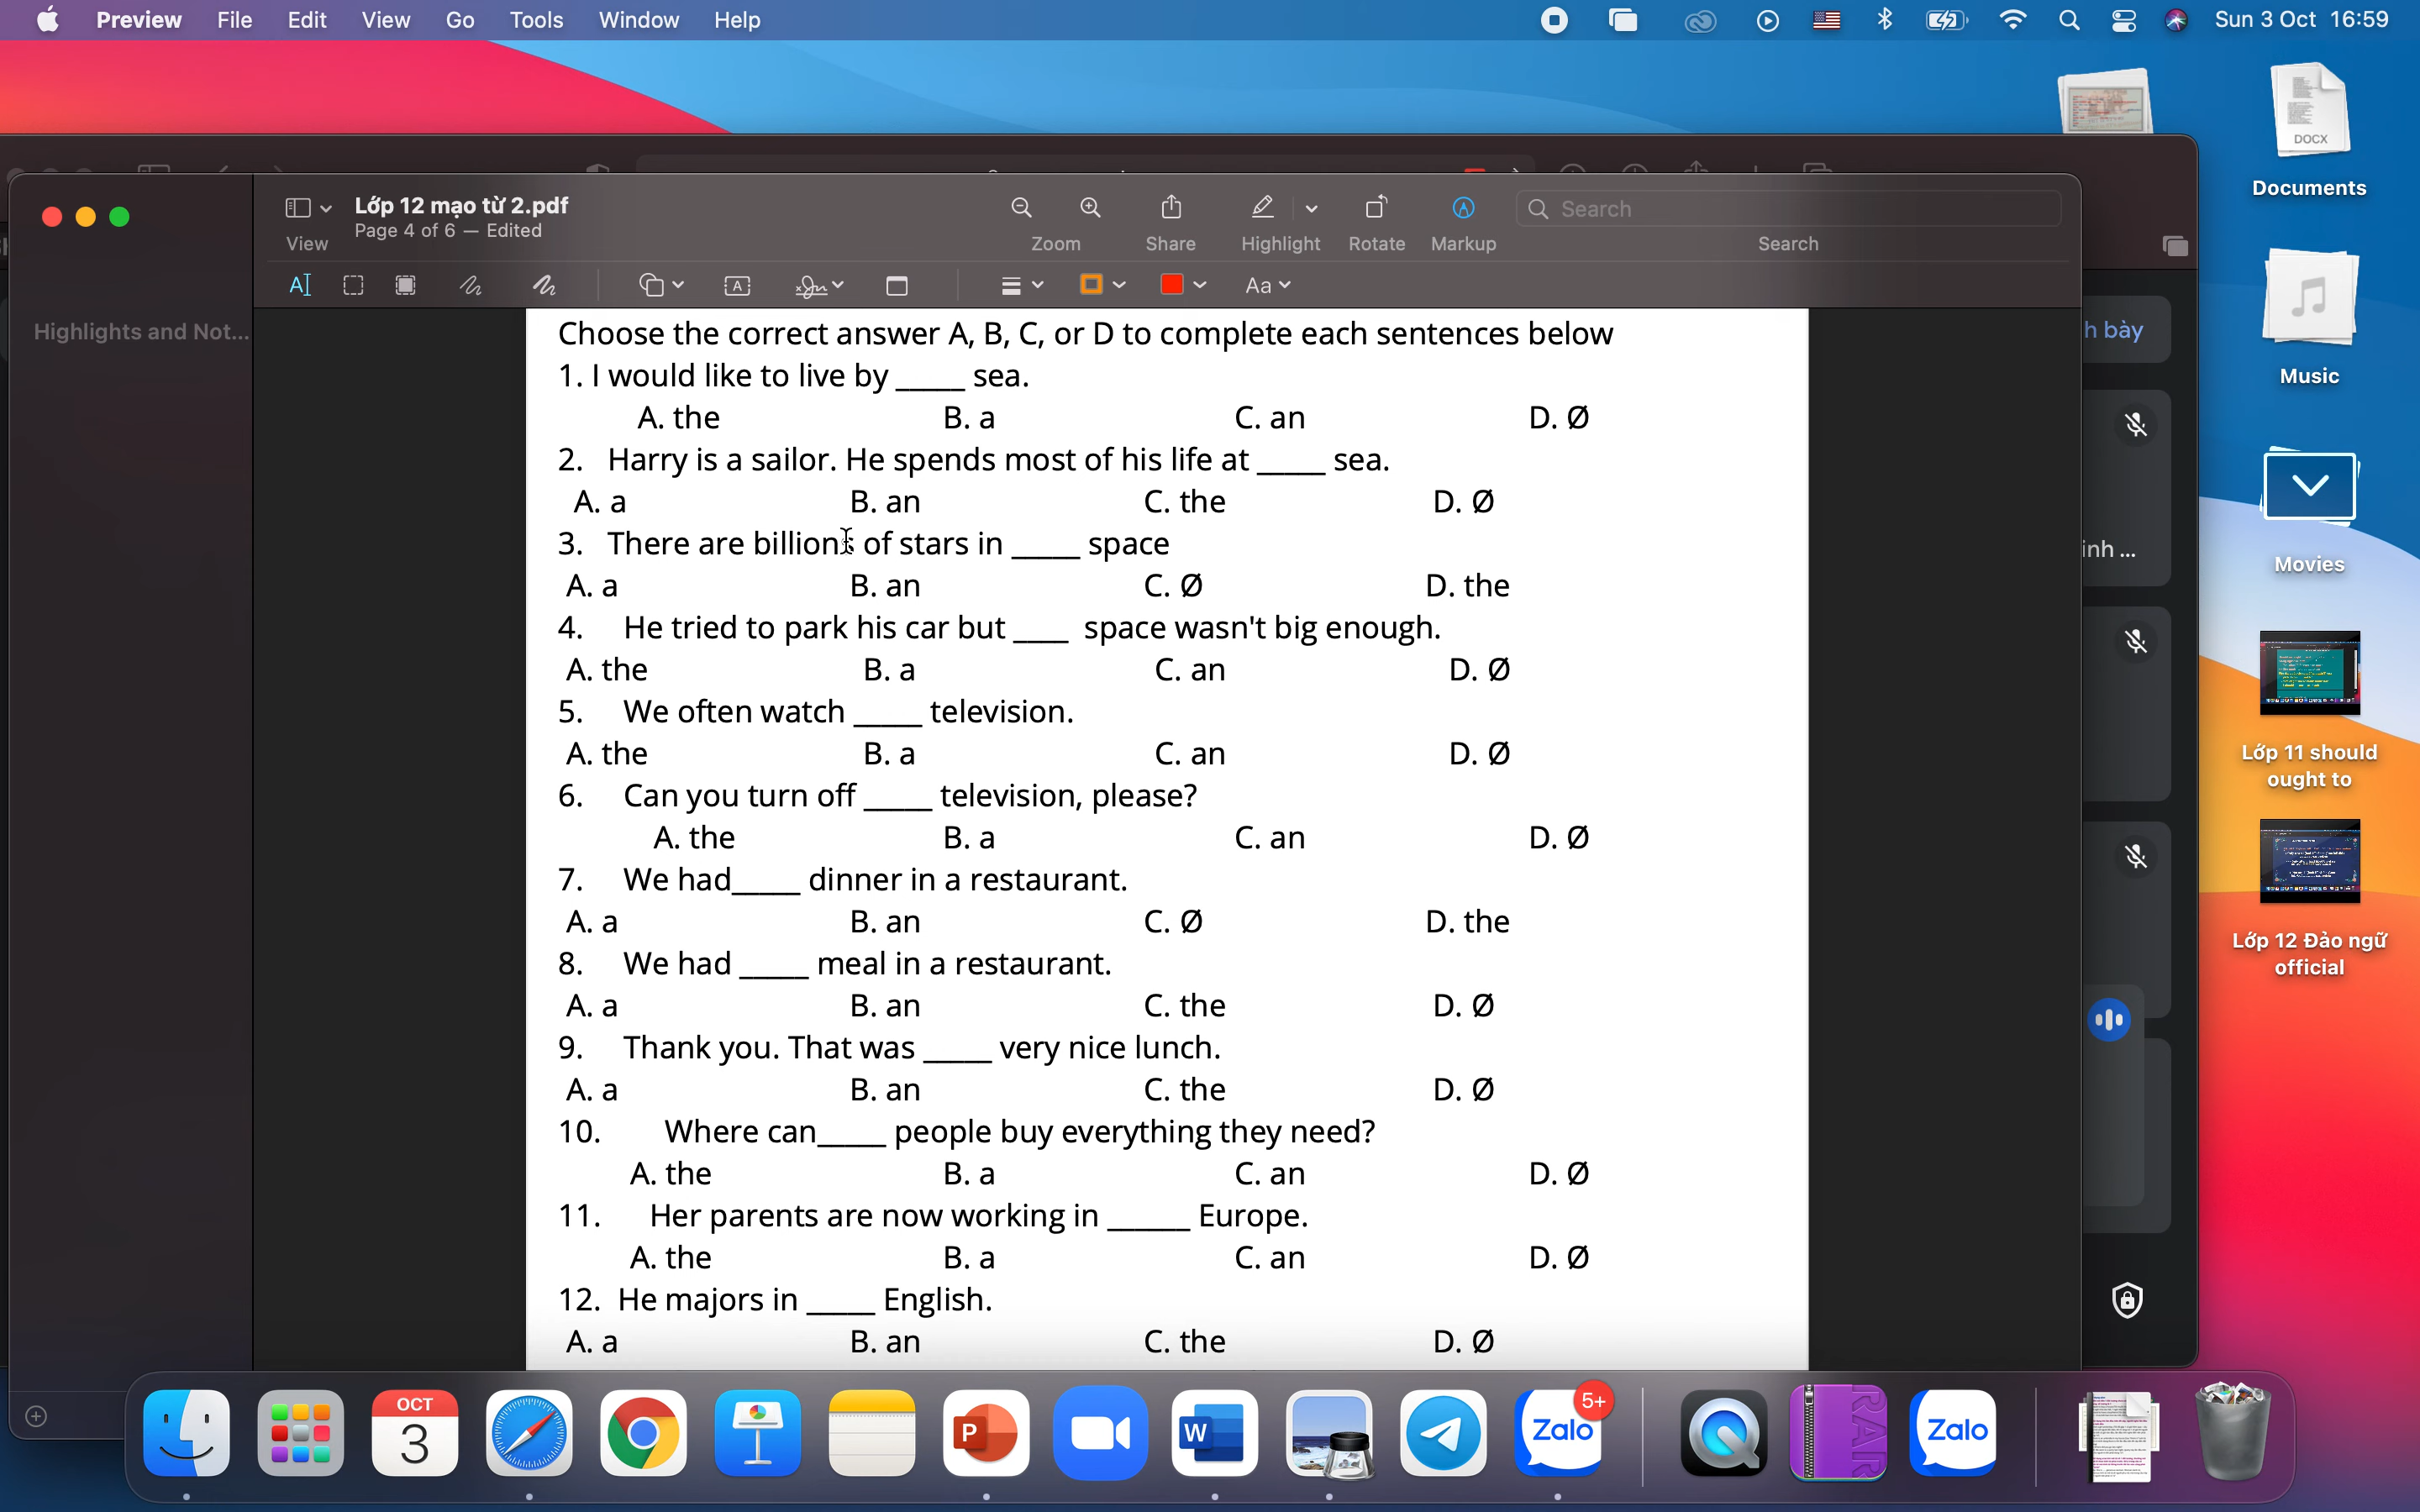 Preview File Edit View Go Tools Window Help Sun 3 Oct 16:59
DOCX
Documents
Music
Movies
Lớp 11 should
ought to
Lớp 12 Đảo ngữ
official
Lớp 12 mạo từ 2.pdf
Page 4 of 6 — Edited
View Zoom Share Highlight Rotate Markup Search
Search
A A Aa
Highlights and Not...
h bày
inh ...
Choose the correct answer A, B, C, or D to complete each sentences below
1. I would like to live by _____ sea.
A. the B. a C. an D. Ø
2. Harry is a sailor. He spends most of his life at _____ sea.
A. a B. an C. the D. Ø
3. There are billions of stars in _____ space
A. a B. an C. Ø D. the
4. He tried to park his car but ____ space wasn't big enough.
A. the B. a C. an D. Ø
5. We often watch _____ television.
A. the B. a C. an D. Ø
6. Can you turn off _____ television, please?
A. the B. a C. an D. Ø
7. We had_____ dinner in a restaurant.
A. a B. an C. Ø D. the
8. We had _____ meal in a restaurant.
A. a B. an C. the D. Ø
9. Thank you. That was _____ very nice lunch.
A. a B. an C. the D. Ø
10. Where can_____ people buy everything they need?
A. the B. a C. an D. Ø
11. Her parents are now working in ______ Europe.
A. the B. a C. an D. Ø
12. He majors in _____ English.
A. a B. an C. the D. Ø
OCT
3
P
W
Zalo
5+
RAR
Zalo